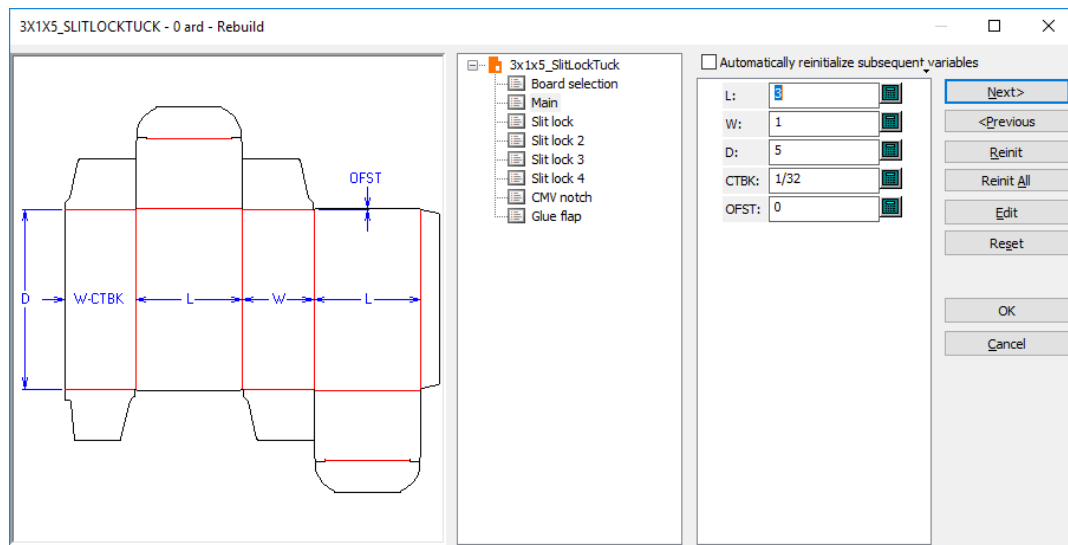 3X1X5_SLITLOCKTUCK - 0 ard - Rebuild
OFST
D
W-CTBK
L
W
L
3x1x5_SlitLockTuck
Board selection
Main
Slit lock
Slit lock 2
Slit lock 3
Slit lock 4
CMV notch
Glue flap
Automatically reinitialize subsequent variables
L: 3
W: 1
D: 5
CTBK: 1/32
OFST: 0
Next>
<Previous
Reinit
Reinit All
Edit
Reset
OK
Cancel